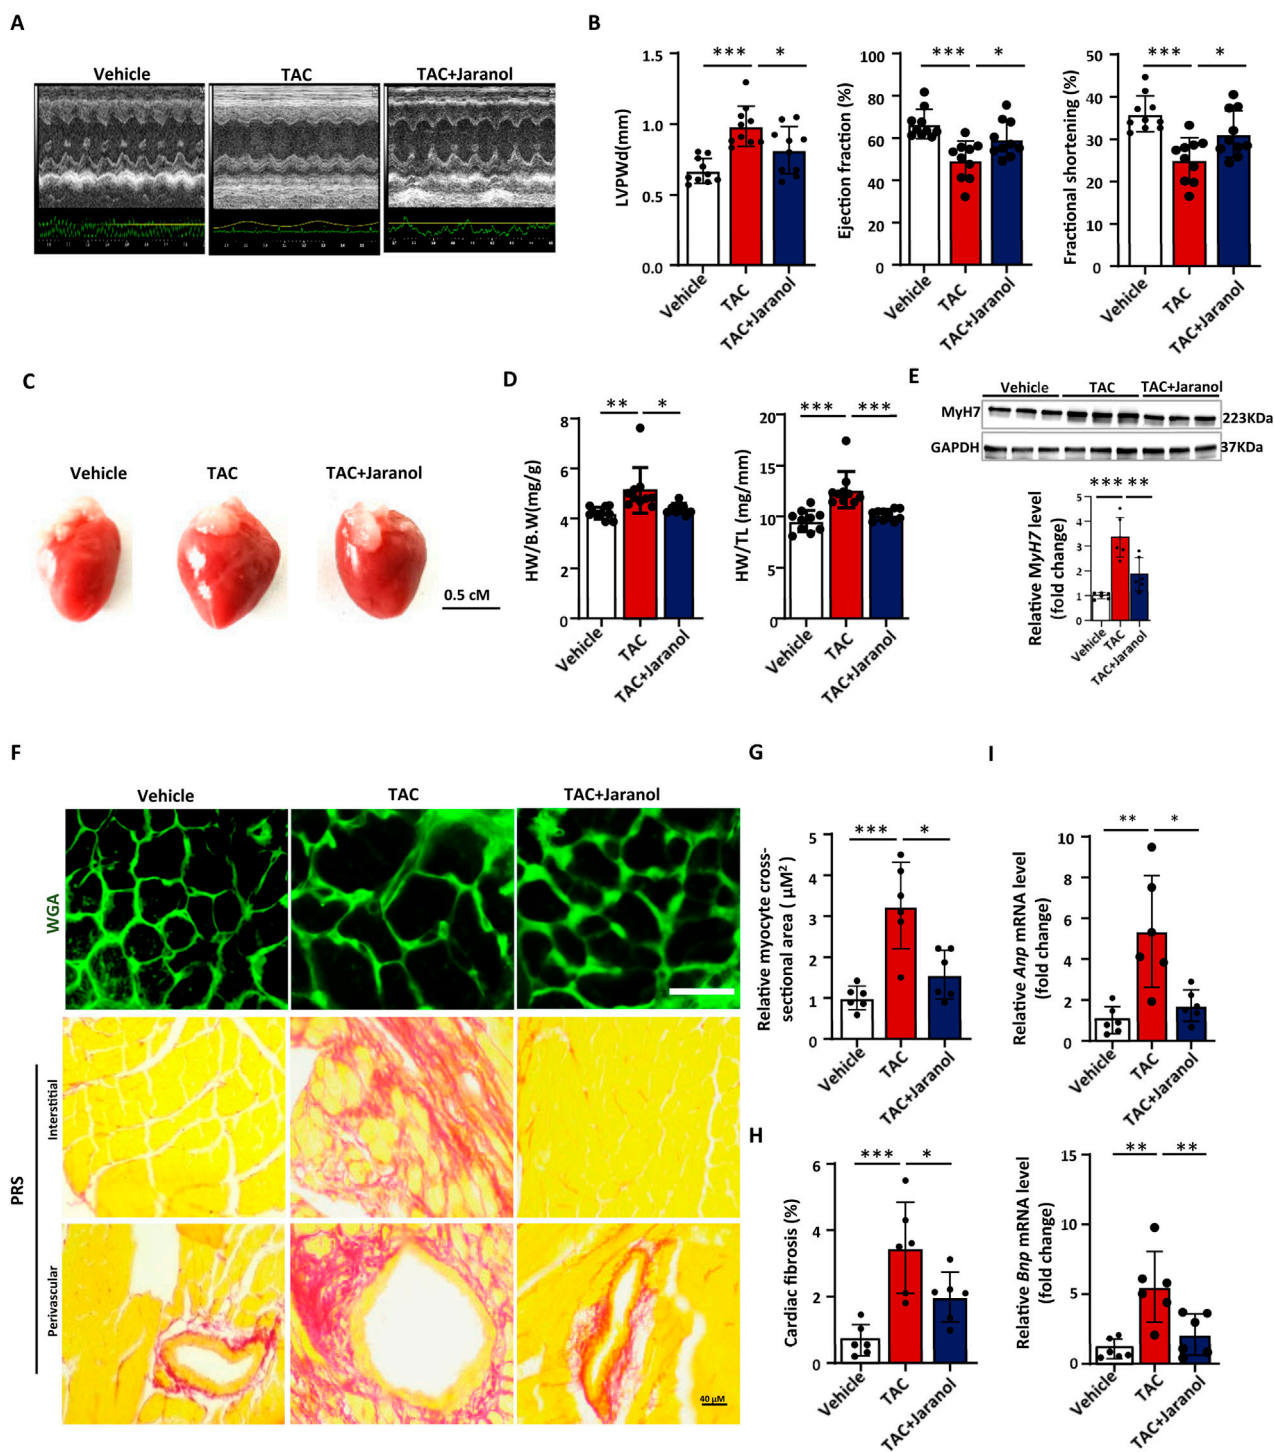 A
Vehicle
TAC
TAC+Jaranol
B
LVPWd(mm)
1.5
1.0
0.5
0.0
***
*
Vehicle
TAC
TAC+Jaranol
Ejection fraction (%)
100
80
60
40
20
0
***
*
Vehicle
TAC
TAC+Jaranol
Fractional shortening (%)
50
40
30
20
10
0
***
*
Vehicle
TAC
TAC+Jaranol
C
Vehicle
TAC
TAC+Jaranol
0.5 cM
D
HW/B.W(mg/g)
8
6
4
2
0
**
*
Vehicle
TAC
TAC+Jaranol
HW/TL (mg/mm)
20
15
10
5
0
***
***
Vehicle
TAC
TAC+Jaranol
E
Vehicle
TAC
TAC+Jaranol
MyH7
223KDa
GAPDH
37KDa
Relative MyH7 level
(fold change)
5
4
3
2
1
0
***
**
Vehicle
TAC
TAC+Jaranol
F
Vehicle
TAC
TAC+Jaranol
WGA
PRS
Interstitial
Perivascular
40 μM
G
Relative myocyte cross-
sectional area ( μM²)
5
4
3
2
1
0
***
*
Vehicle
TAC
TAC+Jaranol
H
Cardiac fibrosis (%)
6
4
2
0
***
*
Vehicle
TAC
TAC+Jaranol
I
Relative Anp mRNA level
(fold change)
10
8
6
4
2
0
**
*
Vehicle
TAC
TAC+Jaranol
Relative Bnp mRNA level
(fold change)
15
10
5
0
**
**
Vehicle
TAC
TAC+Jaranol